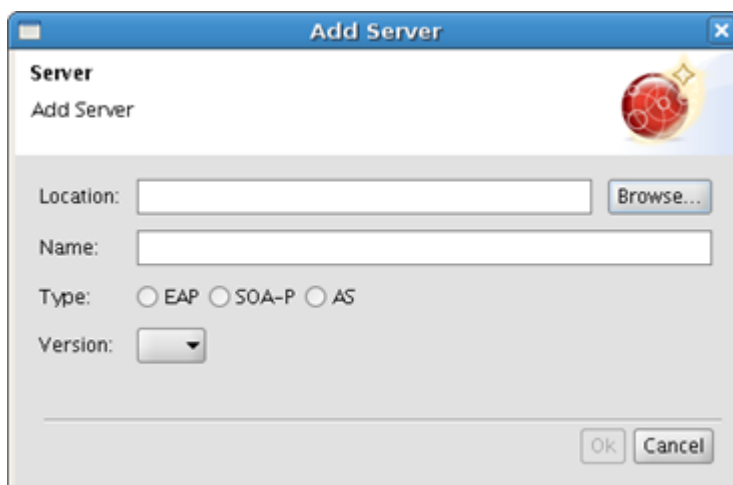 Add Server
Server
Add Server
Location: Browse...
Name:
Type: EAP SOA-P AS
Version:
Ok Cancel